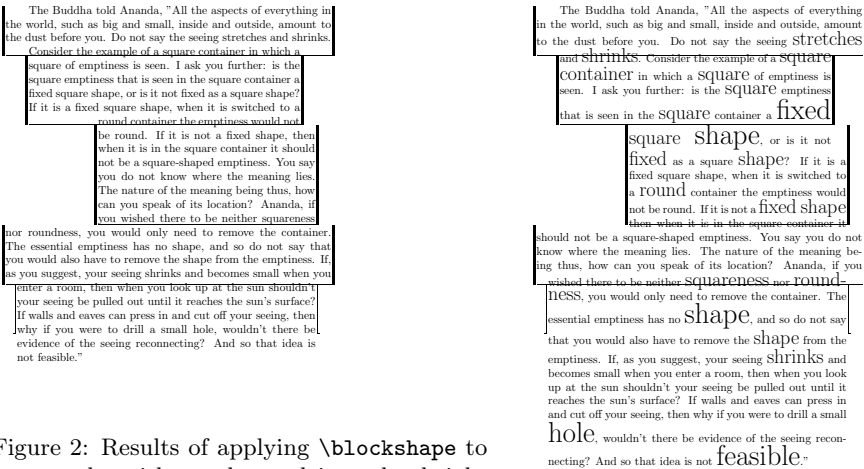 The Buddha told Ananda, ”All the aspects of everything in
the world, such as big and small, inside and outside, amount to
the dust before you. Do not say the seeing stretches and shrinks.
Consider the example of a square container in which a
square of emptiness is seen. I ask you further: is the
square emptiness that is seen in the square container a
fixed square shape, or is it not fixed as a square shape?
If it is a fixed square shape, when it is switched to a
round container the emptiness would not
be round. If it is not a fixed shape, then
when it is in the square container it should
not be a square-shaped emptiness. You say
you do not know where the meaning lies.
The nature of the meaning being thus, how
can you speak of its location? Ananda, if
you wished there to be neither squareness
nor roundness, you would only need to remove the container.
The essential emptiness has no shape, and so do not say that
you would also have to remove the shape from the emptiness. If,
as you suggest, your seeing shrinks and becomes small when you
enter a room, then when you look up at the sun shouldn’t
your seeing be pulled out until it reaches the sun’s surface?
If walls and eaves can press in and cut off your seeing, then
why if you were to drill a small hole, wouldn’t there be
evidence of the seeing reconnecting? And so that idea is
not feasible.”
Figure 2: Results of applying \blockshape to
The Buddha told Ananda, ”All the aspects of everything
in the world, such as big and small, inside and outside, amount
to the dust before you. Do not say the seeing stretches
and shrinks. Consider the example of a square
container in which a square of emptiness is
seen. I ask you further: is the square emptiness
that is seen in the square container a fixed
square shape, or is it not
fixed as a square shape? If it is a
fixed square shape, when it is switched to
a round container the emptiness would
not be round. If it is not a fixed shape
then when it is in the square container it
should not be a square-shaped emptiness. You say you do not
know where the meaning lies. The nature of the meaning be-
ing thus, how can you speak of its location? Ananda, if you
wished there to be neither squareness nor round-
ness, you would only need to remove the container. The
essential emptiness has no shape, and so do not say
that you would also have to remove the shape from the
emptiness. If, as you suggest, your seeing shrinks and
becomes small when you enter a room, then when you look
up at the sun shouldn’t your seeing be pulled out until it
reaches the sun’s surface? If walls and eaves can press in
and cut off your seeing, then why if you were to drill a small
hole, wouldn’t there be evidence of the seeing recon-
necting? And so that idea is not feasible.”